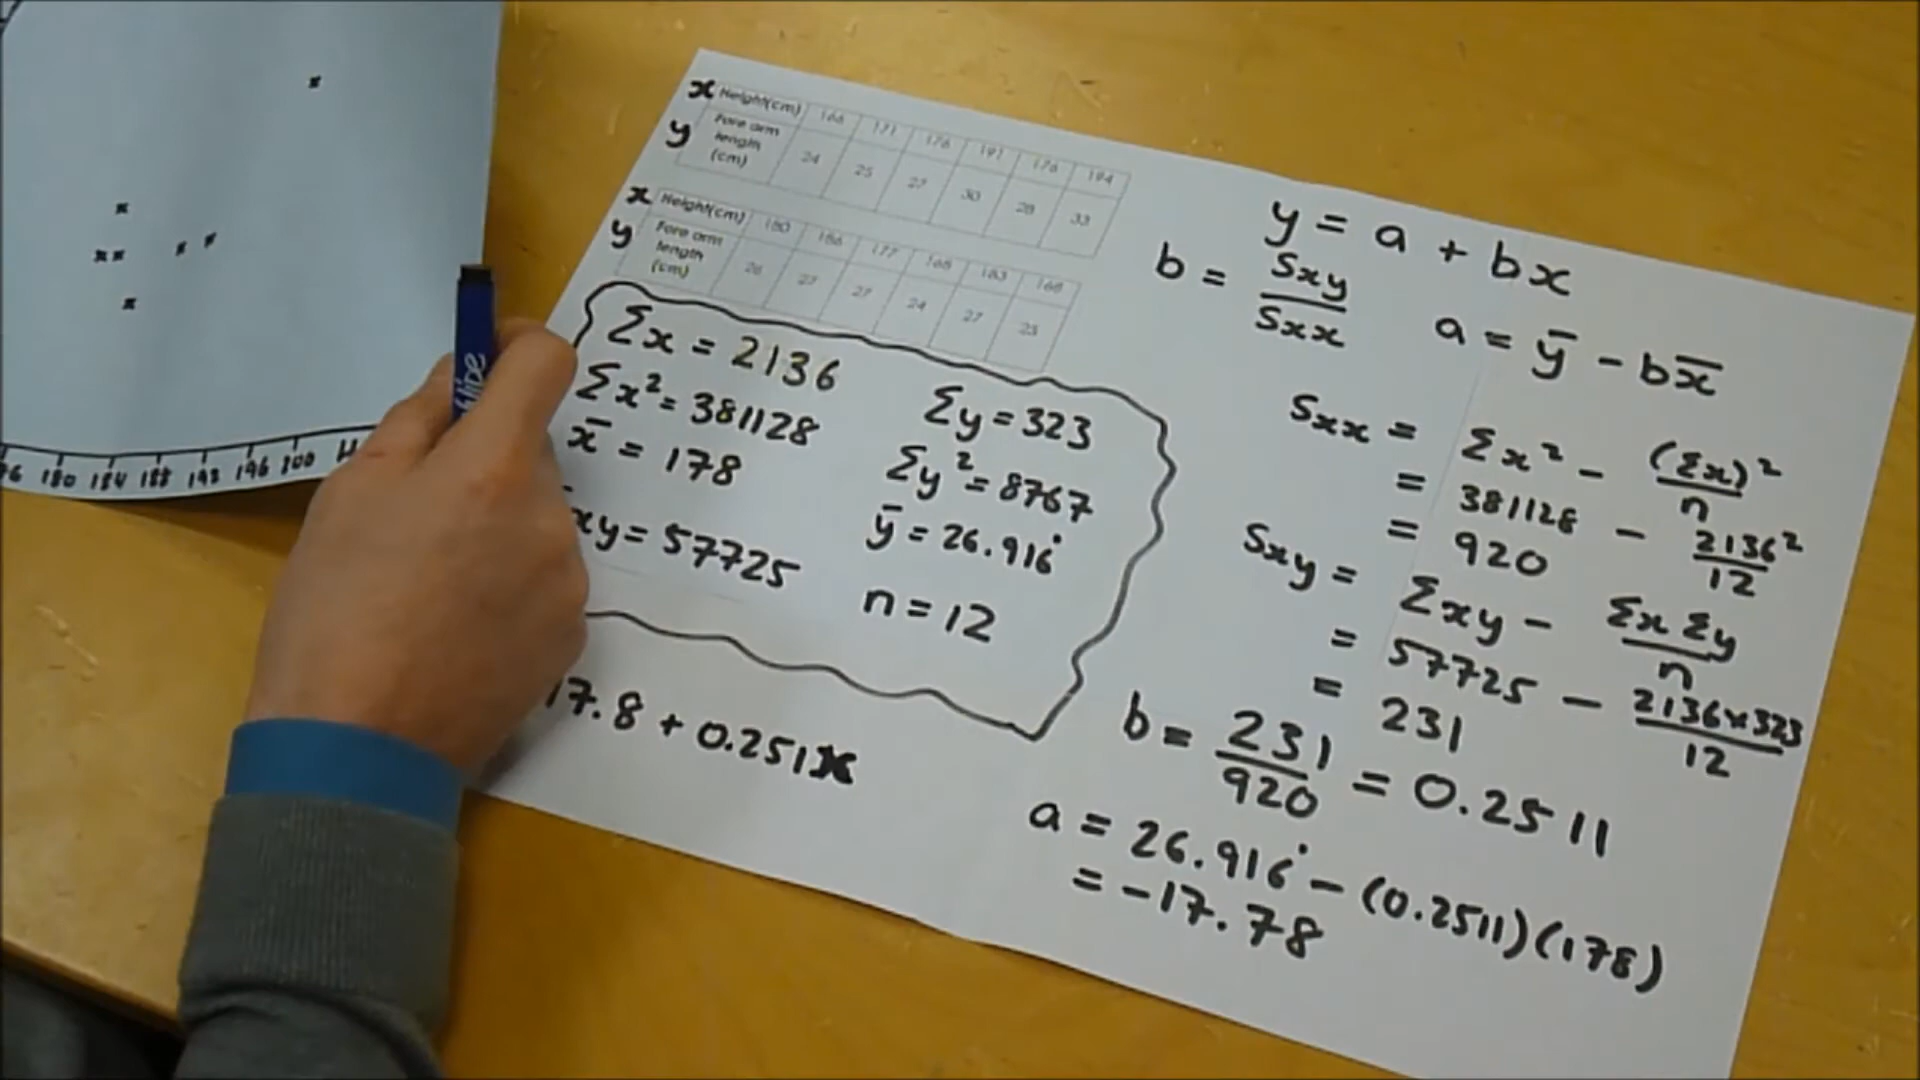 x Height(cm) 166 171 176 191 176 194
y Fore arm length (cm) 24 25 27 30 28 33
x Height(cm) 180 186 177 168 183 168
y Fore arm length (cm) 26 27 27 24 27 25
Σx = 2136
Σx² = 381128
x̄ = 178
xy = 57725
Σy = 323
Σy² = 8767
ȳ = 26.916̇
n = 12
17.8 + 0.251x
y = a + bx
b = Sxy/Sxx a = ȳ - bx̄
Sxx = Σx² - (Σx)²/n
= 381128 - 2136²/12
= 920
Sxy = Σxy - ΣxΣy/n
= 57725 - 2136×323/12
= 231
b = 231/920 = 0.2511
a = 26.916̇ - (0.2511)(178)
= -17.78
180 184 188 192 196 200 H